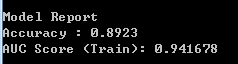 Model Report
Accuracy : 0.8923
AUC Score (Train): 0.941678